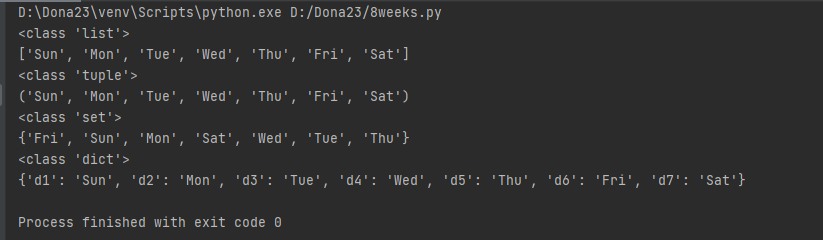 D:\Dona23\venv\Scripts\python.exe D:/Dona23/8weeks.py
<class 'list'>
['Sun', 'Mon', 'Tue', 'Wed', 'Thu', 'Fri', 'Sat']
<class 'tuple'>
('Sun', 'Mon', 'Tue', 'Wed', 'Thu', 'Fri', 'Sat')
<class 'set'>
{'Fri', 'Sun', 'Mon', 'Sat', 'Wed', 'Tue', 'Thu'}
<class 'dict'>
{'d1': 'Sun', 'd2': 'Mon', 'd3': 'Tue', 'd4': 'Wed', 'd5': 'Thu', 'd6': 'Fri', 'd7': 'Sat'}
Process finished with exit code 0